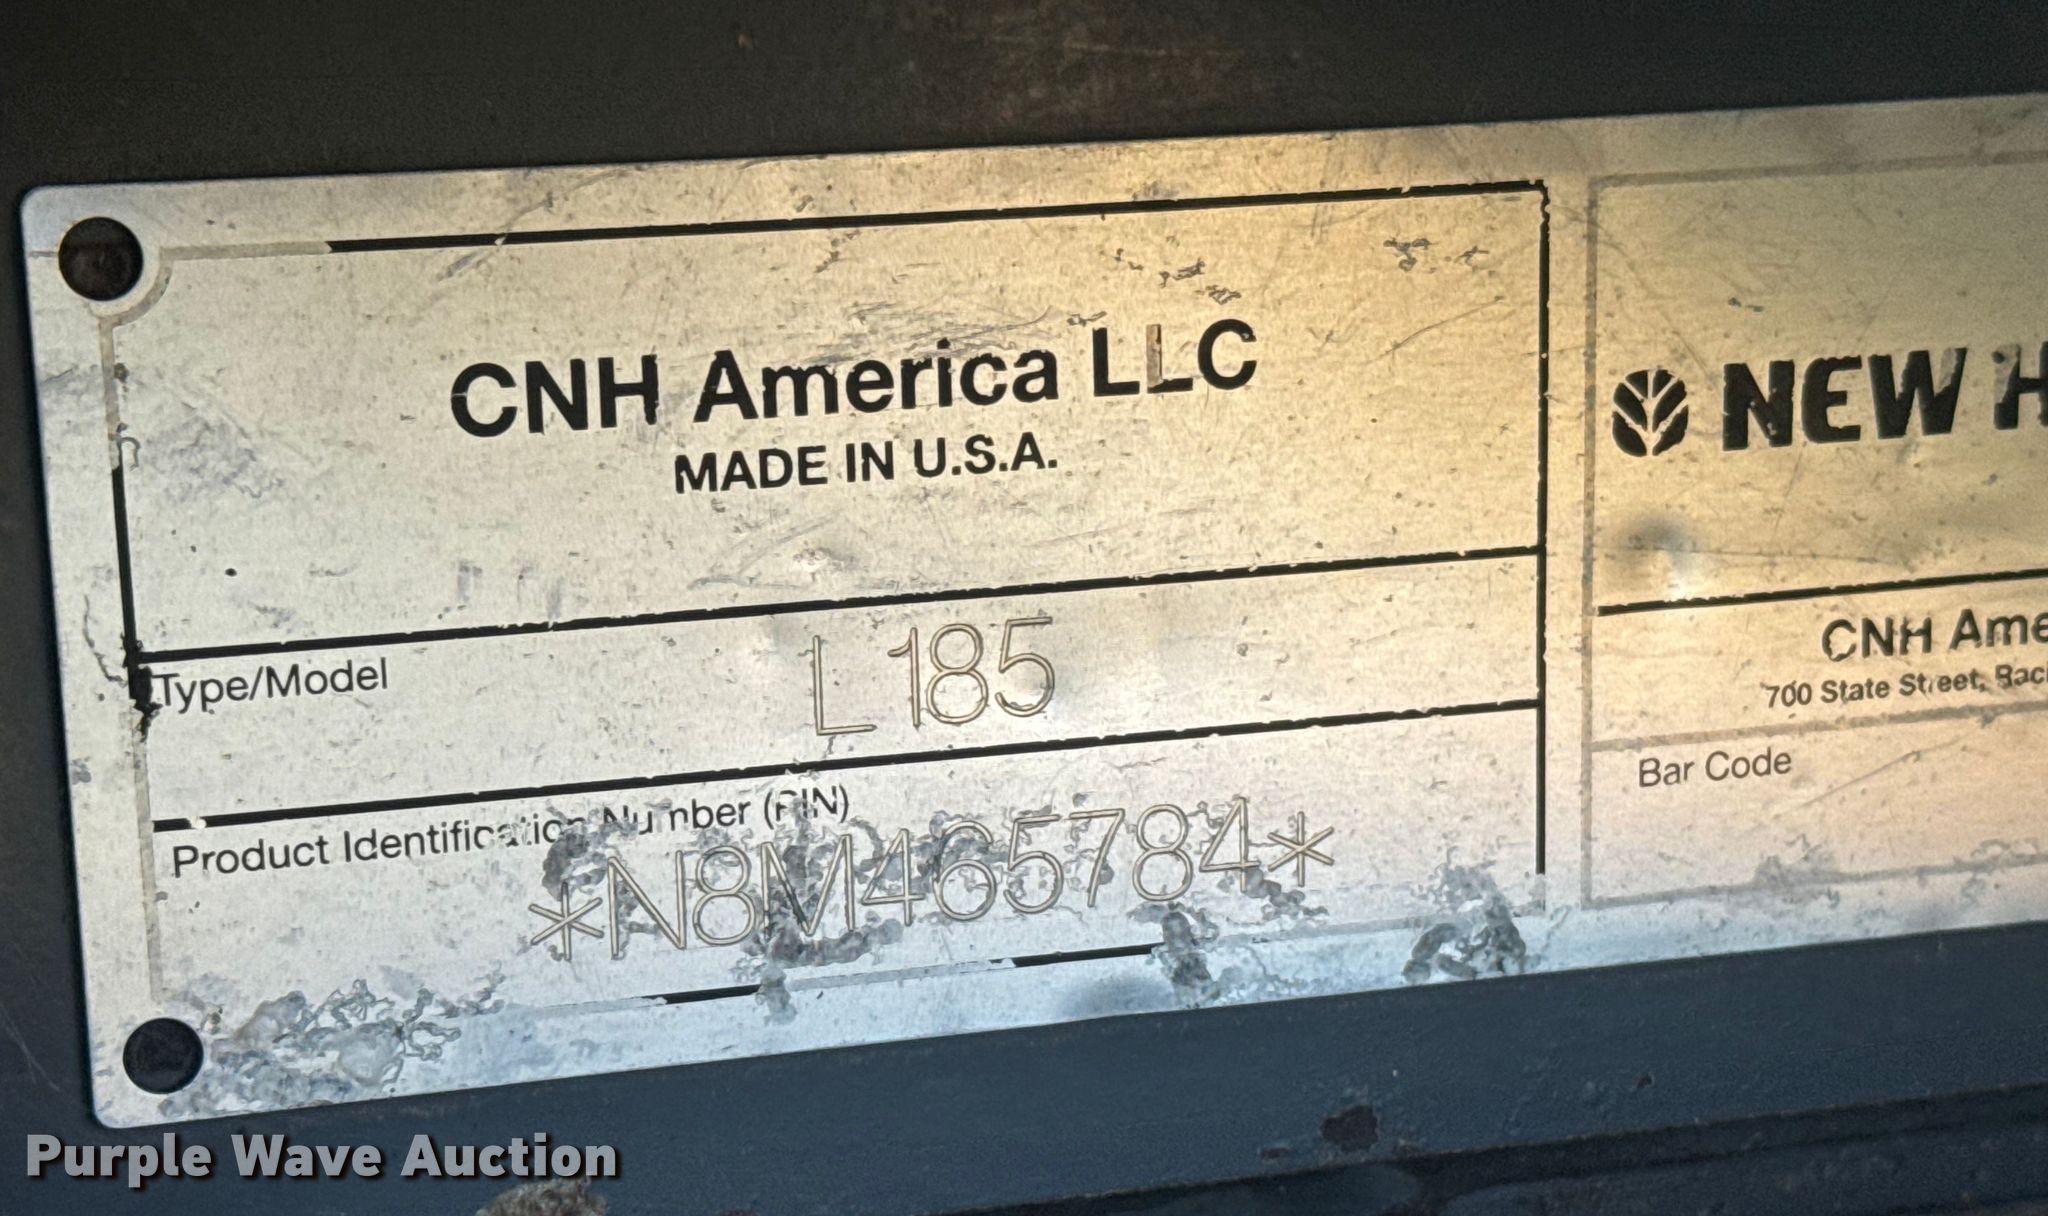 CNH America LLC
MADE IN U.S.A.
Type/Model
L185
Product Identification Number (PIN)
*N8M465784*
NEW H
CNH Ame
700 State Street, Raci
Bar Code
Purple Wave Auction